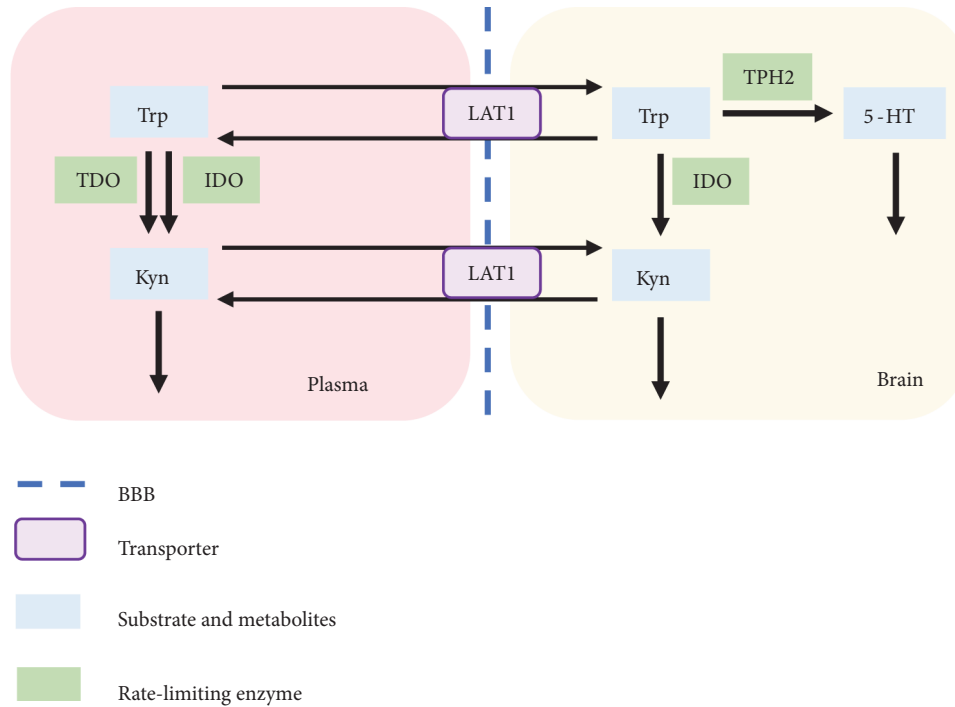 TPH2
Trp
LAT1
Trp
5-HT
TDO
IDO
IDO
Kyn
LAT1
Kyn
Plasma
Brain
BBB
Transporter
Substrate and metabolites
Rate-limiting enzyme